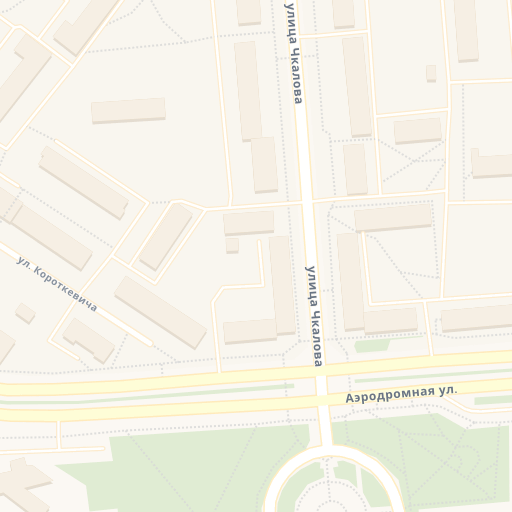 улица Чкалова
ул. Короткевича
улица Чкалова
Аэродромная ул.